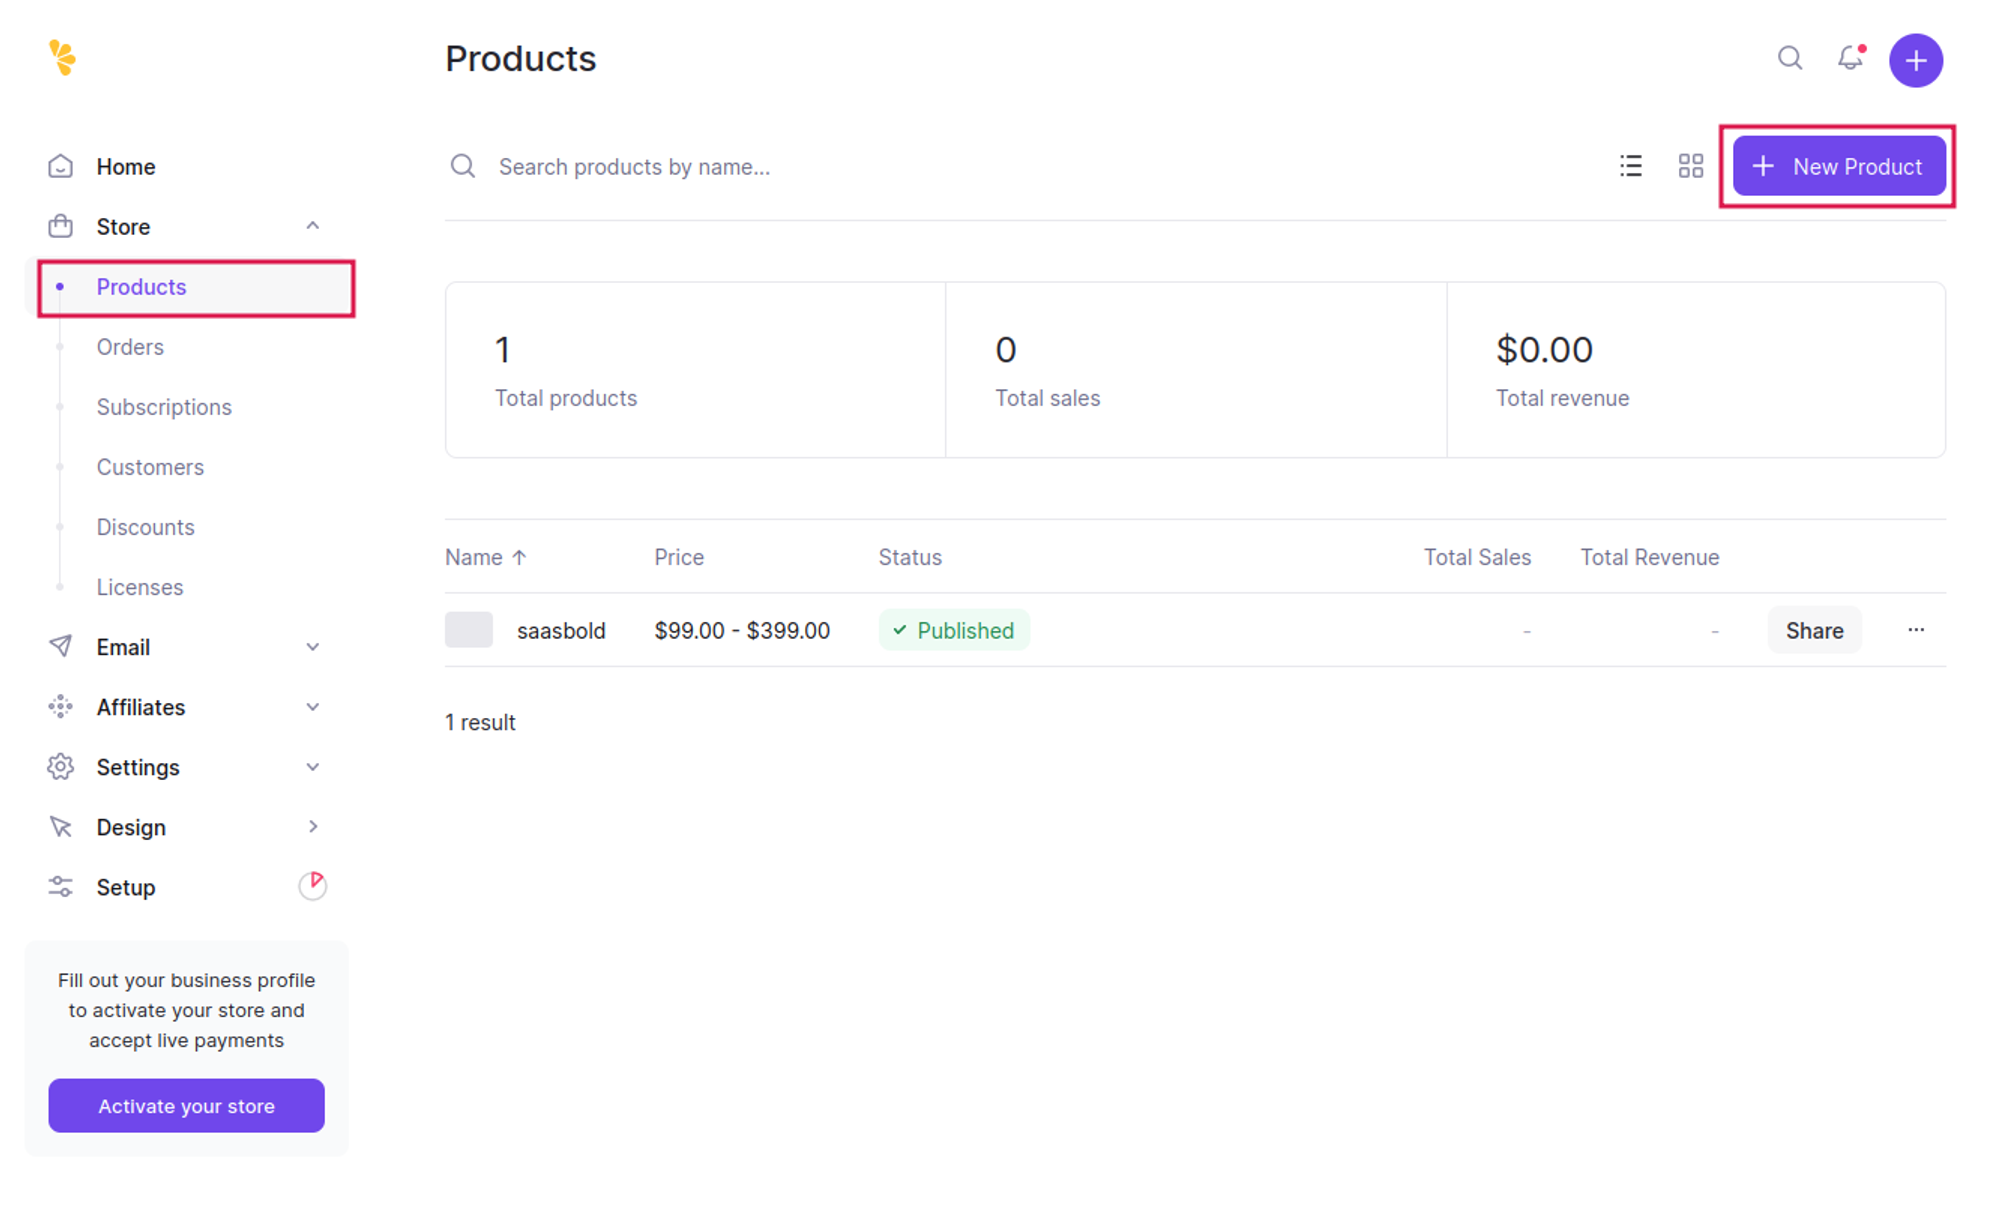 Products
Home
Store
Products
Orders
Subscriptions
Customers
Discounts
Licenses
Email
Affiliates
Settings
Design
Setup
Fill out your business profile
to activate your store and
accept live payments
Activate your store
Search products by name...
New Product
1
Total products
0
Total sales
$0.00
Total revenue
Name ↑ Price Status Total Sales Total Revenue
saasbold $99.00 - $399.00 Published - - Share ···
1 result